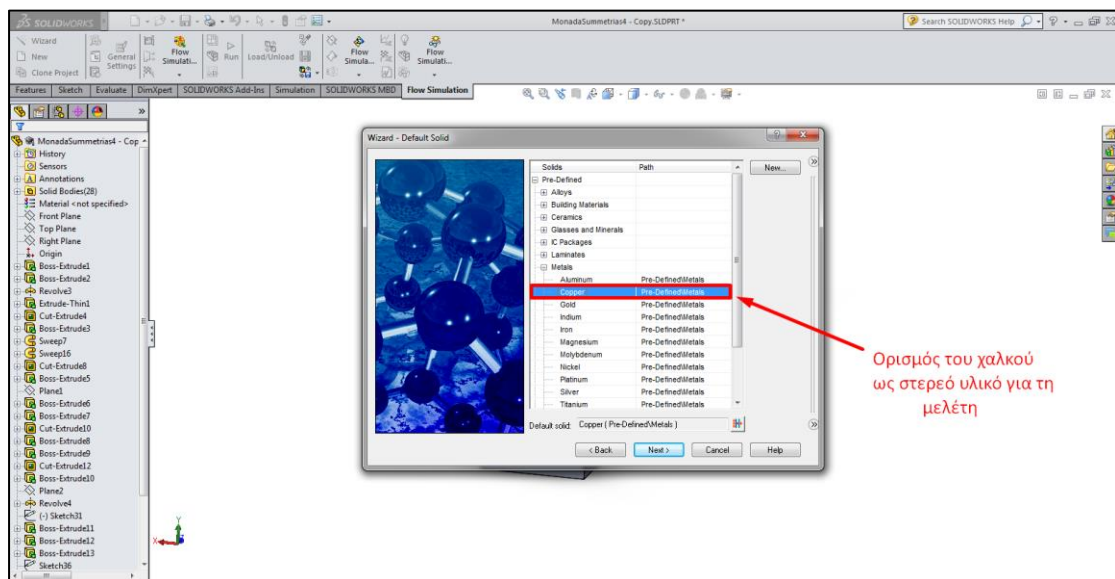 SOLIDWORKS
MonadaSummetrias4 - Copy.SLDPRT *
Search SOLIDWORKS Help
Wizard
New
Clone Project
General Settings
Flow Simulati...
Run
Load/Unload
Flow Simula...
Flow Simulati...
Features Sketch Evaluate DimXpert SOLIDWORKS Add-Ins Simulation SOLIDWORKS MBD Flow Simulation
MonadaSummetrias4 - Cop
History
Sensors
Annotations
Solid Bodies(28)
Material <not specified>
Front Plane
Top Plane
Right Plane
Origin
Boss-Extrude1
Boss-Extrude2
Revolve3
Extrude-Thin1
Cut-Extrude4
Boss-Extrude3
Sweep7
Sweep16
Cut-Extrude8
Boss-Extrude5
Plane1
Boss-Extrude6
Boss-Extrude7
Cut-Extrude10
Boss-Extrude8
Boss-Extrude9
Cut-Extrude12
Boss-Extrude10
Plane2
Revolve4
(-) Sketch31
Boss-Extrude11
Boss-Extrude12
Boss-Extrude13
Sketch36
Wizard - Default Solid
Solids Path
New...
Pre-Defined
Alloys
Building Materials
Ceramics
Glasses and Minerals
IC Packages
Laminates
Metals
Aluminum Pre-Defined\Metals
Copper Pre-Defined\Metals
Gold Pre-Defined\Metals
Indium Pre-Defined\Metals
Iron Pre-Defined\Metals
Magnesium Pre-Defined\Metals
Molybdenum Pre-Defined\Metals
Nickel Pre-Defined\Metals
Platinum Pre-Defined\Metals
Silver Pre-Defined\Metals
Titanium Pre-Defined\Metals
Default solid: Copper ( Pre-Defined\Metals )
< Back Next > Cancel Help
Ορισμός του χαλκού
ως στερεό υλικό για τη
μελέτη
Y
X